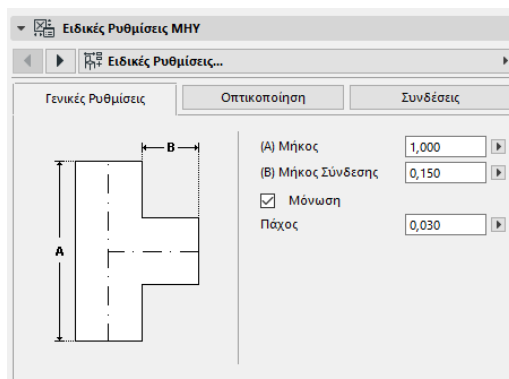 Ειδικές Ρυθμίσεις ΜΗΥ
Ειδικές Ρυθμίσεις...
Γενικές Ρυθμίσεις
Οπτικοποίηση
Συνδέσεις
B
A
(A) Μήκος 1,000
(B) Μήκος Σύνδεσης 0,150
Μόνωση
Πάχος 0,030